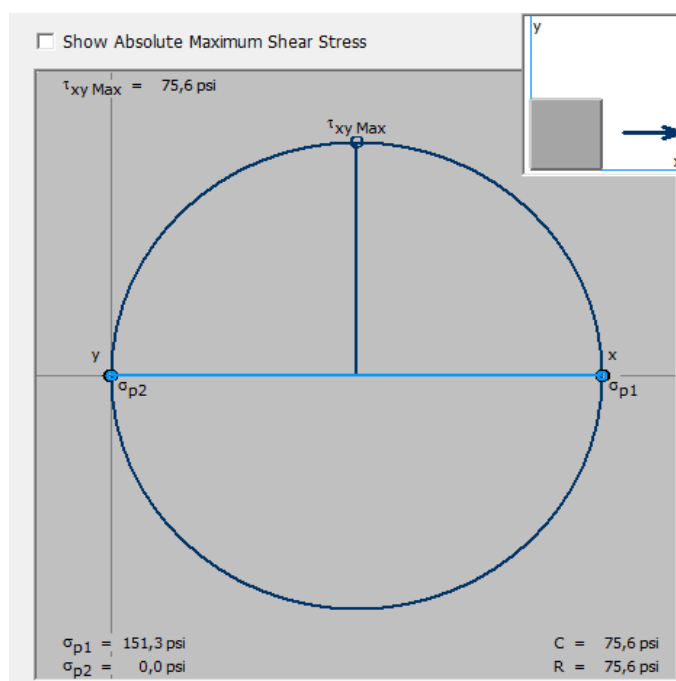 Show Absolute Maximum Shear Stress
y
τxy Max = 75,6 psi
τxy Max
x
y
x
σp2
σp1
σp1 = 151,3 psi
σp2 = 0,0 psi
C = 75,6 psi
R = 75,6 psi